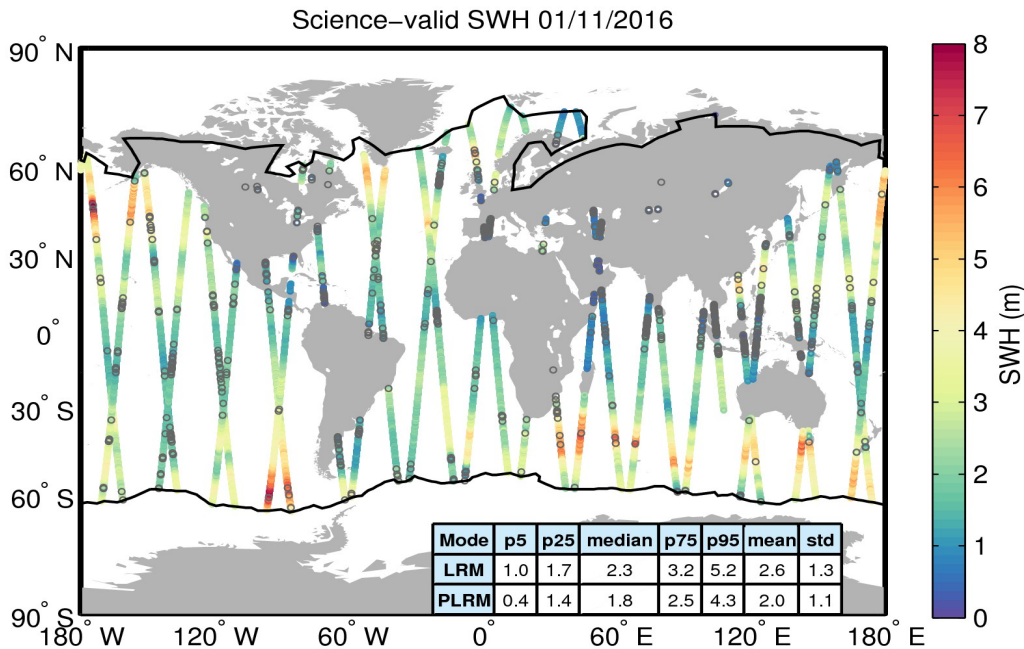 Science-valid SWH 01/11/2016
90° N
60° N
30° N
0°
30° S
60° S
90° S
180° W
120° W
60° W
0°
60° E
120° E
180° E
Mode p5 p25 median p75 p95 mean std
LRM 1.0 1.7 2.3 3.2 5.2 2.6 1.3
PLRM 0.4 1.4 1.8 2.5 4.3 2.0 1.1
8
7
6
5
4
3
2
1
0
SWH (m)